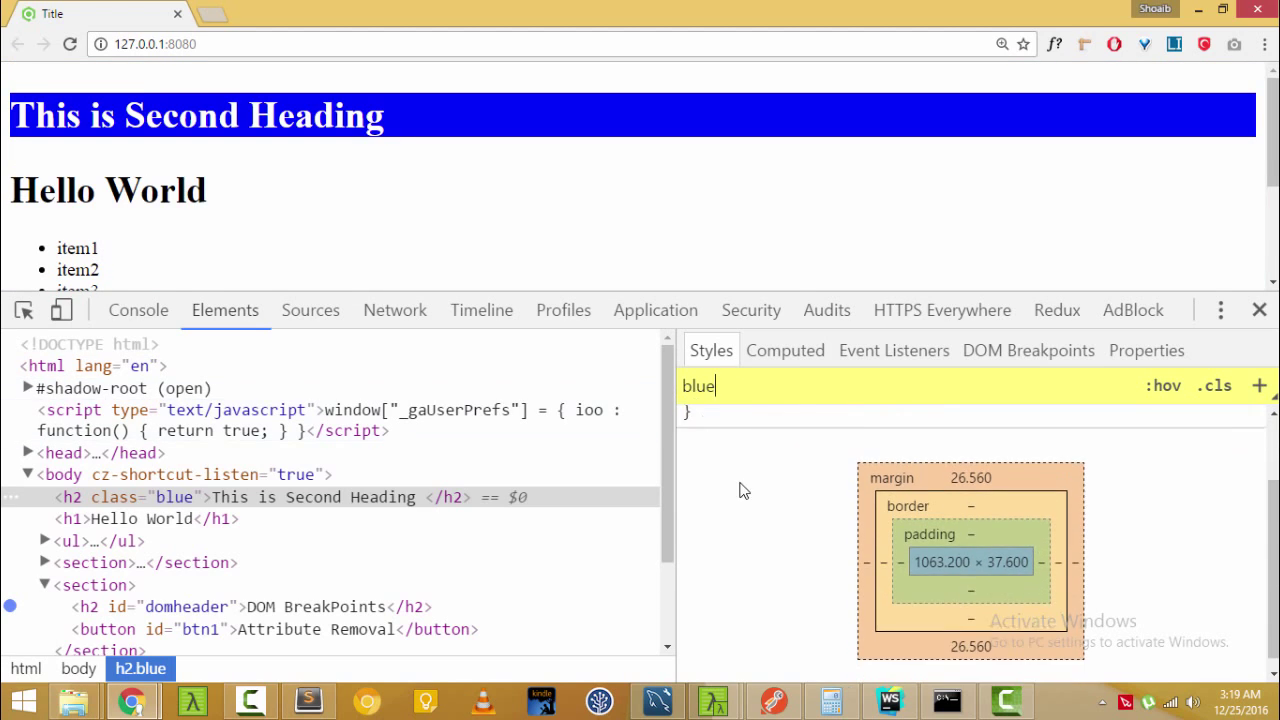 Title
Shoaib
127.0.0.1:8080
f?
LI
This is Second Heading
Hello World
item1
item2
Console Elements Sources Network Timeline Profiles Application Security Audits HTTPS Everywhere Redux AdBlock
<!DOCTYPE html>
<html lang="en">
#shadow-root (open)
<script type="text/javascript">window["_gaUserPrefs"] = { ioo :
function() { return true; } }</script>
<head>…</head>
<body cz-shortcut-listen="true">
<h2 class="blue">This is Second Heading </h2> == $0
<h1>Hello World</h1>
<ul>…</ul>
<section>…</section>
<section>
<h2 id="domheader">DOM BreakPoints</h2>
<button id="btn1">Attribute Removal</button>
</section>
html body h2.blue
Styles Computed Event Listeners DOM Breakpoints Properties
blue :hov .cls +
}
margin 26.560
border –
padding –
– – – 1063.200 × 37.600 – – –
–
–
26.560
Activate Windows
Go to PC settings to activate Windows.
kindle
WS
3:19 AM
12/25/2016